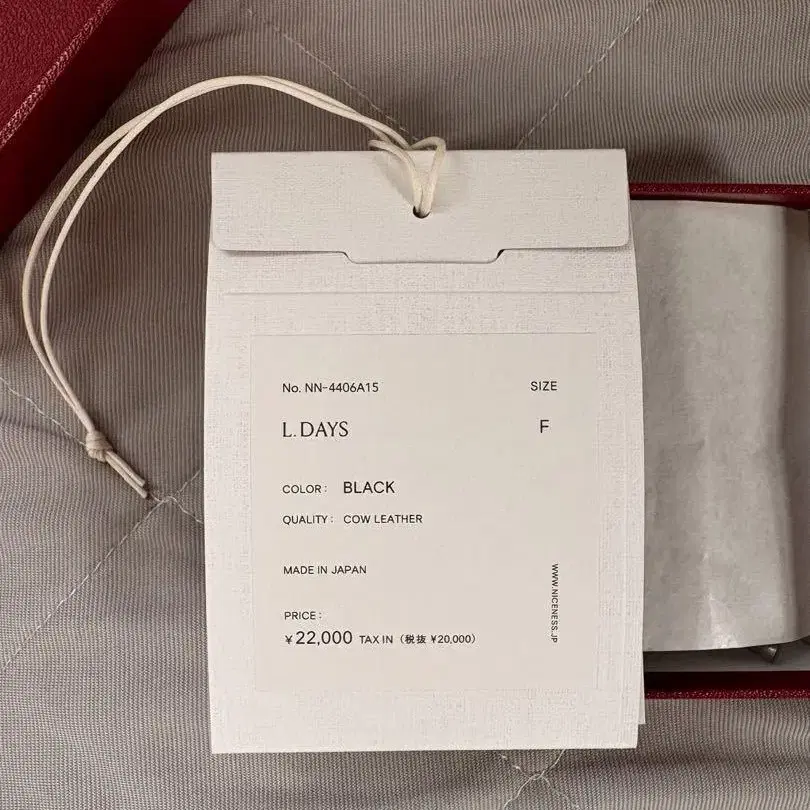 No. NN-4406A15 SIZE
L.DAYS F
COLOR: BLACK
QUALITY: COW LEATHER
MADE IN JAPAN
PRICE:
¥22,000 TAX IN (税抜 ¥20,000)
WWW.NICENESS.JP